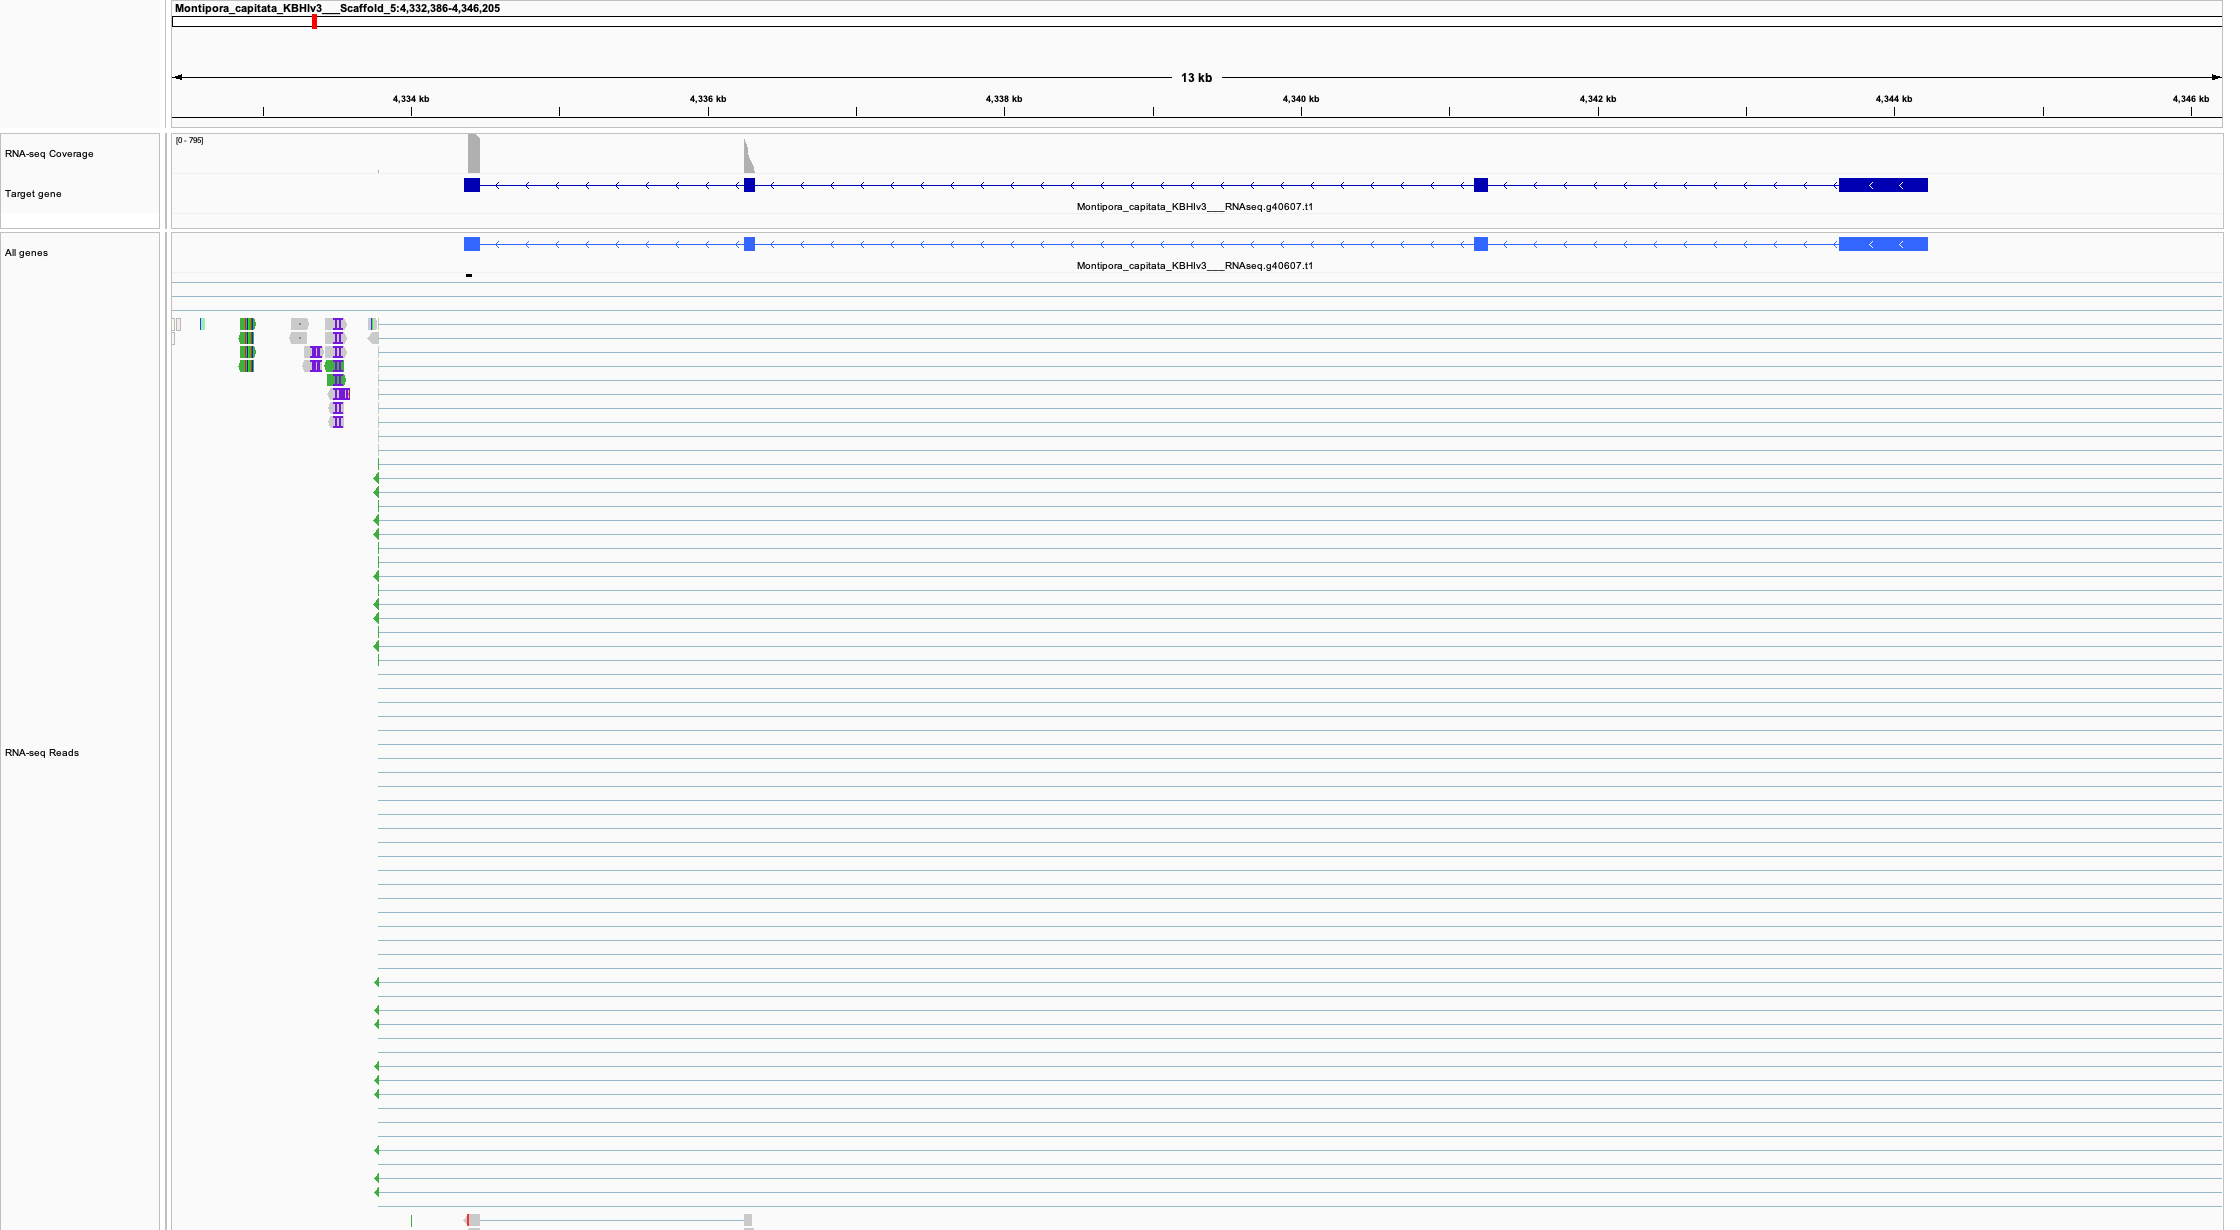 Montipora_capitata_KBHIv3___Scaffold_5:4,332,386-4,346,205
13 kb
4,334 kb 4,336 kb 4,338 kb 4,340 kb 4,342 kb 4,344 kb 4,346 kb
[0 - 795]
RNA-seq Coverage
Target gene
Montipora_capitata_KBHIv3___RNAseq.g40607.t1
All genes
Montipora_capitata_KBHIv3___RNAseq.g40607.t1
RNA-seq Reads